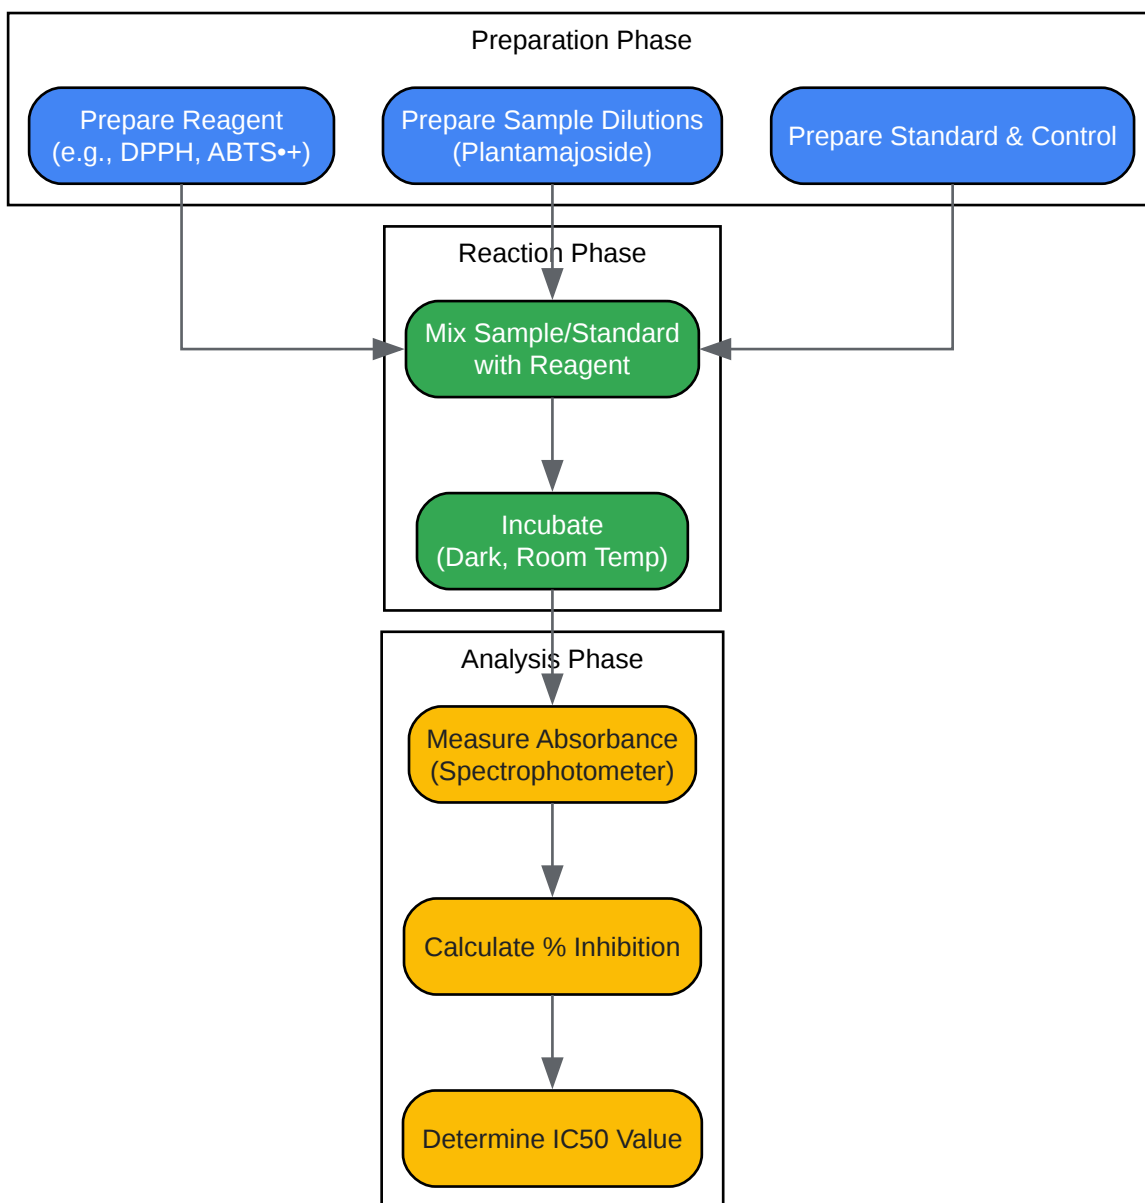 Preparation Phase
Prepare Reagent
(e.g., DPPH, ABTS•+)
Prepare Sample Dilutions
(Plantamajoside)
Prepare Standard & Control
Reaction Phase
Mix Sample/Standard
with Reagent
Incubate
(Dark, Room Temp)
Analysis Phase
Measure Absorbance
(Spectrophotometer)
Calculate % Inhibition
Determine IC50 Value